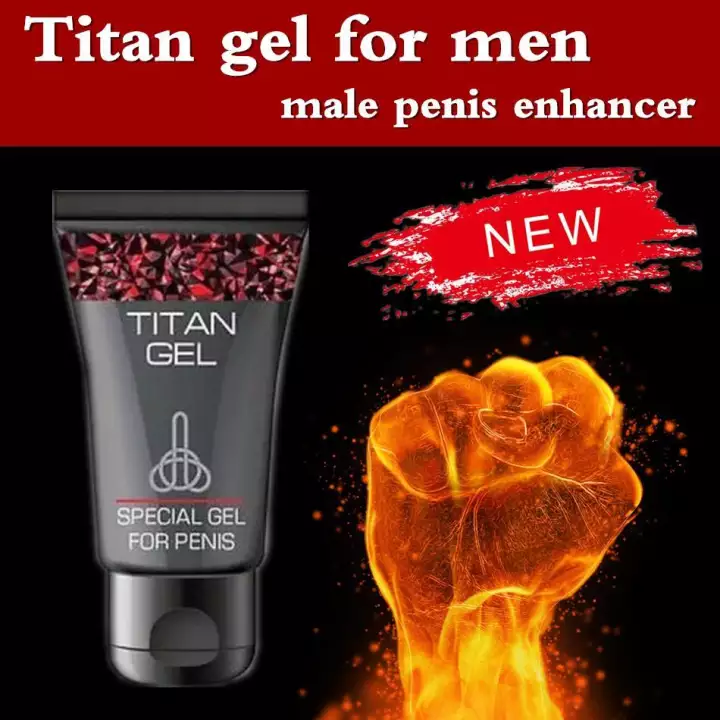 Titan gel for men
male penis enhancer
NEW
TITAN
GEL
SPECIAL GEL
FOR PENIS